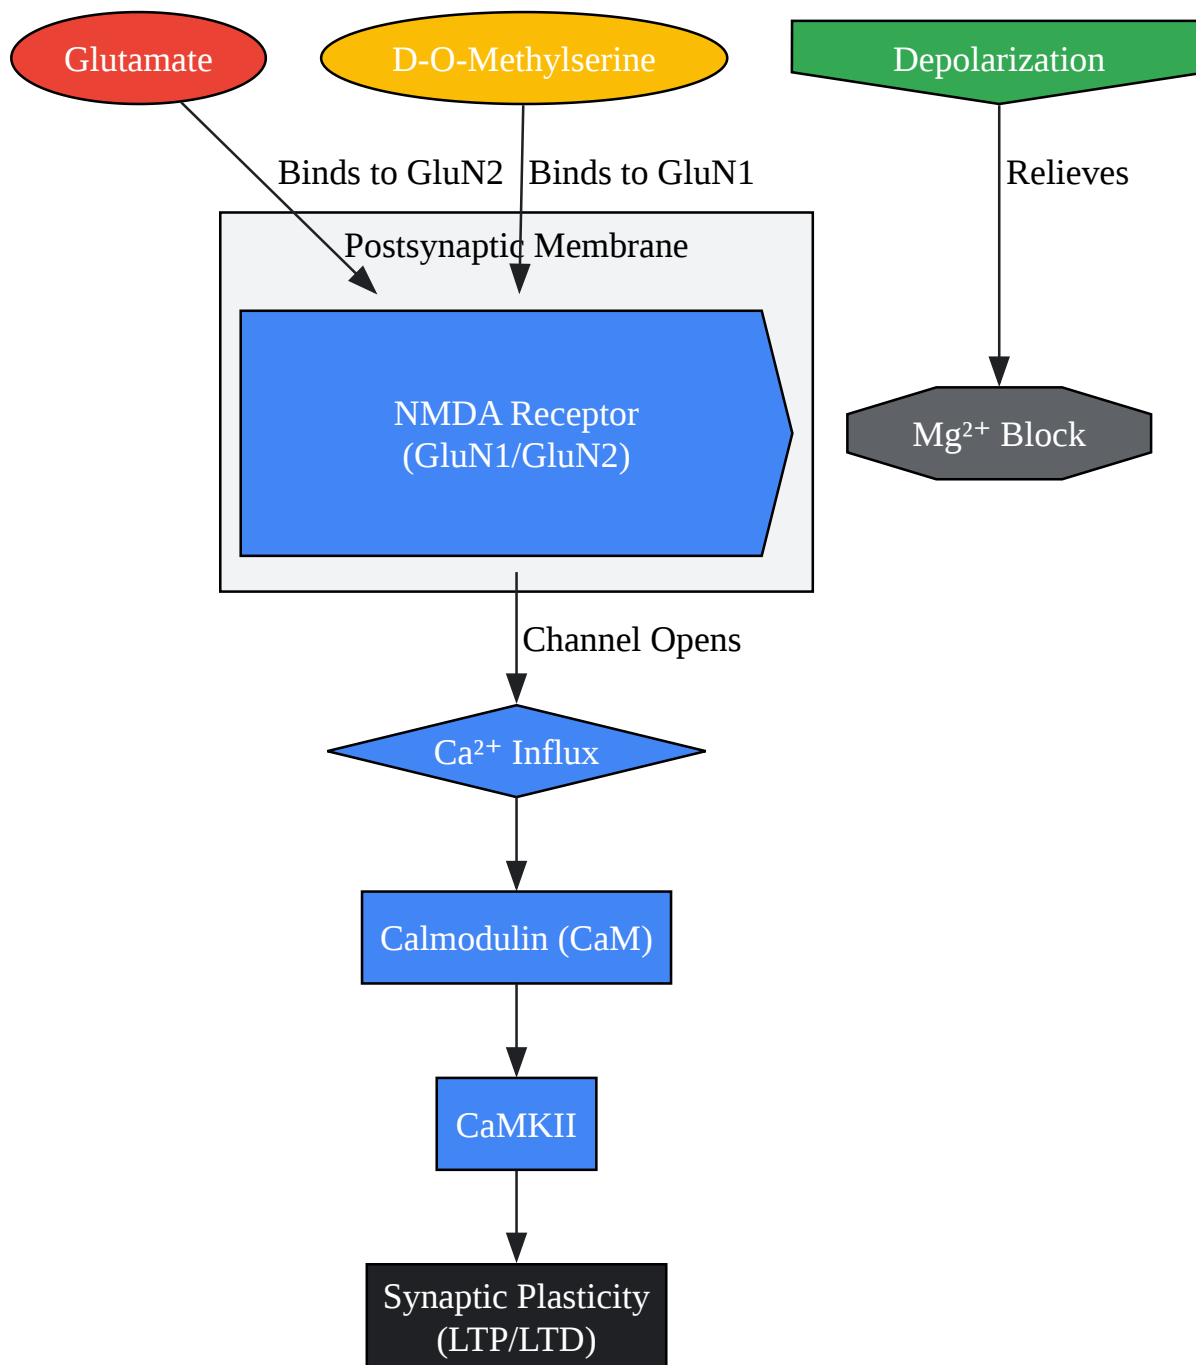 Glutamate
D-O-Methylserine
Depolarization
Binds to GluN2
Binds to GluN1
Relieves
Postsynaptic Membrane
NMDA Receptor
(GluN1/GluN2)
Mg²⁺ Block
Channel Opens
Ca²⁺ Influx
Calmodulin (CaM)
CaMKII
Synaptic Plasticity
(LTP/LTD)